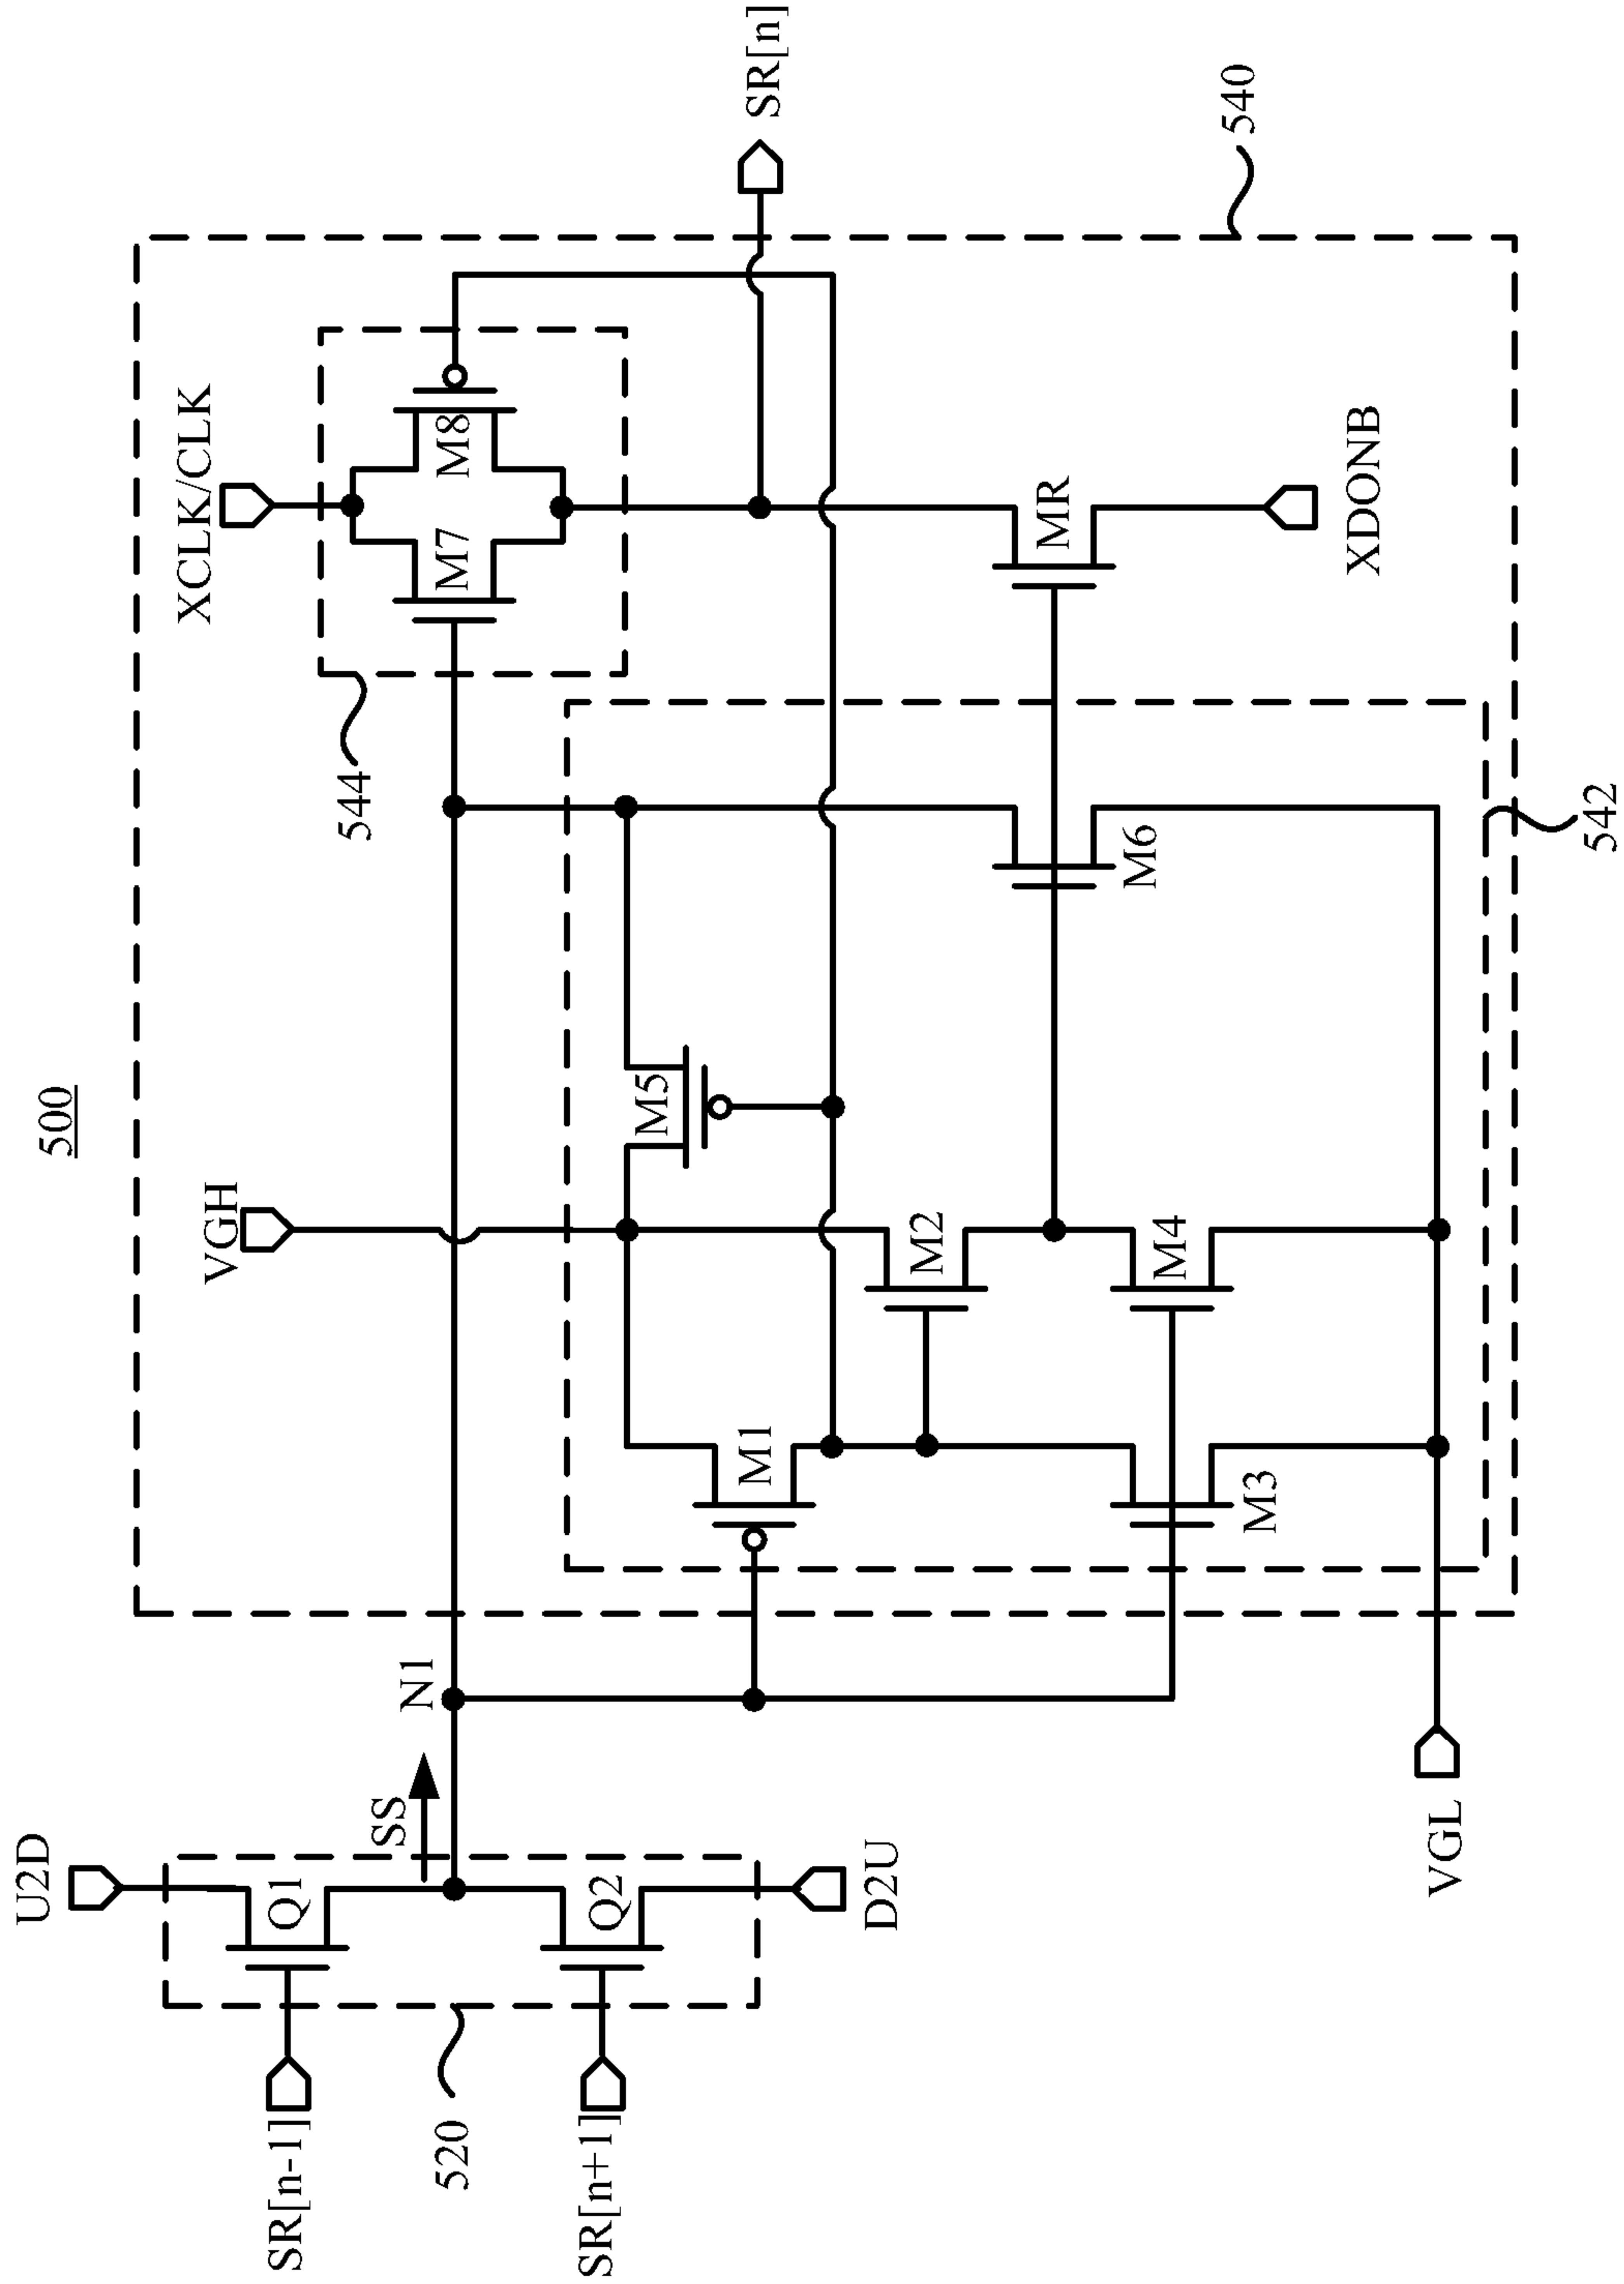 500
U2D
SR[n-1]
520
SR[n+1]
Q1
Q2
D2U
SS
N1
VGH
VGL
M1
M2
M3
M4
M5
M6
544
XCLK/CLK
M7
M8
MR
XDONB
SR[n]
540
542